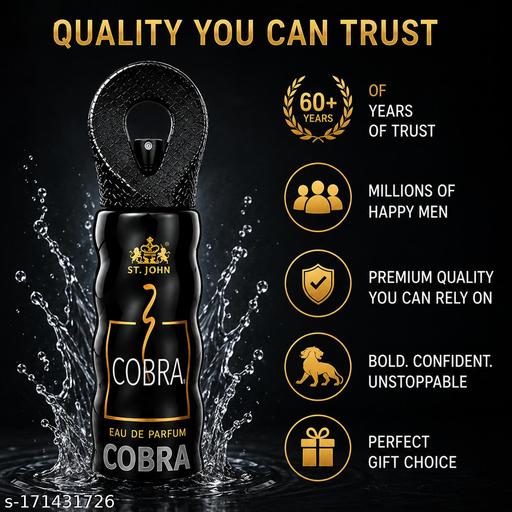 QUALITY YOU CAN TRUST
60+
YEARS
OF
YEARS
OF TRUST
MILLIONS OF
HAPPY MEN
PREMIUM QUALITY
YOU CAN RELY ON
BOLD. CONFIDENT.
UNSTOPPABLE
PERFECT
GIFT CHOICE
ST. JOHN
COBRA
EAU DE PARFUM
COBRA
s-171431726